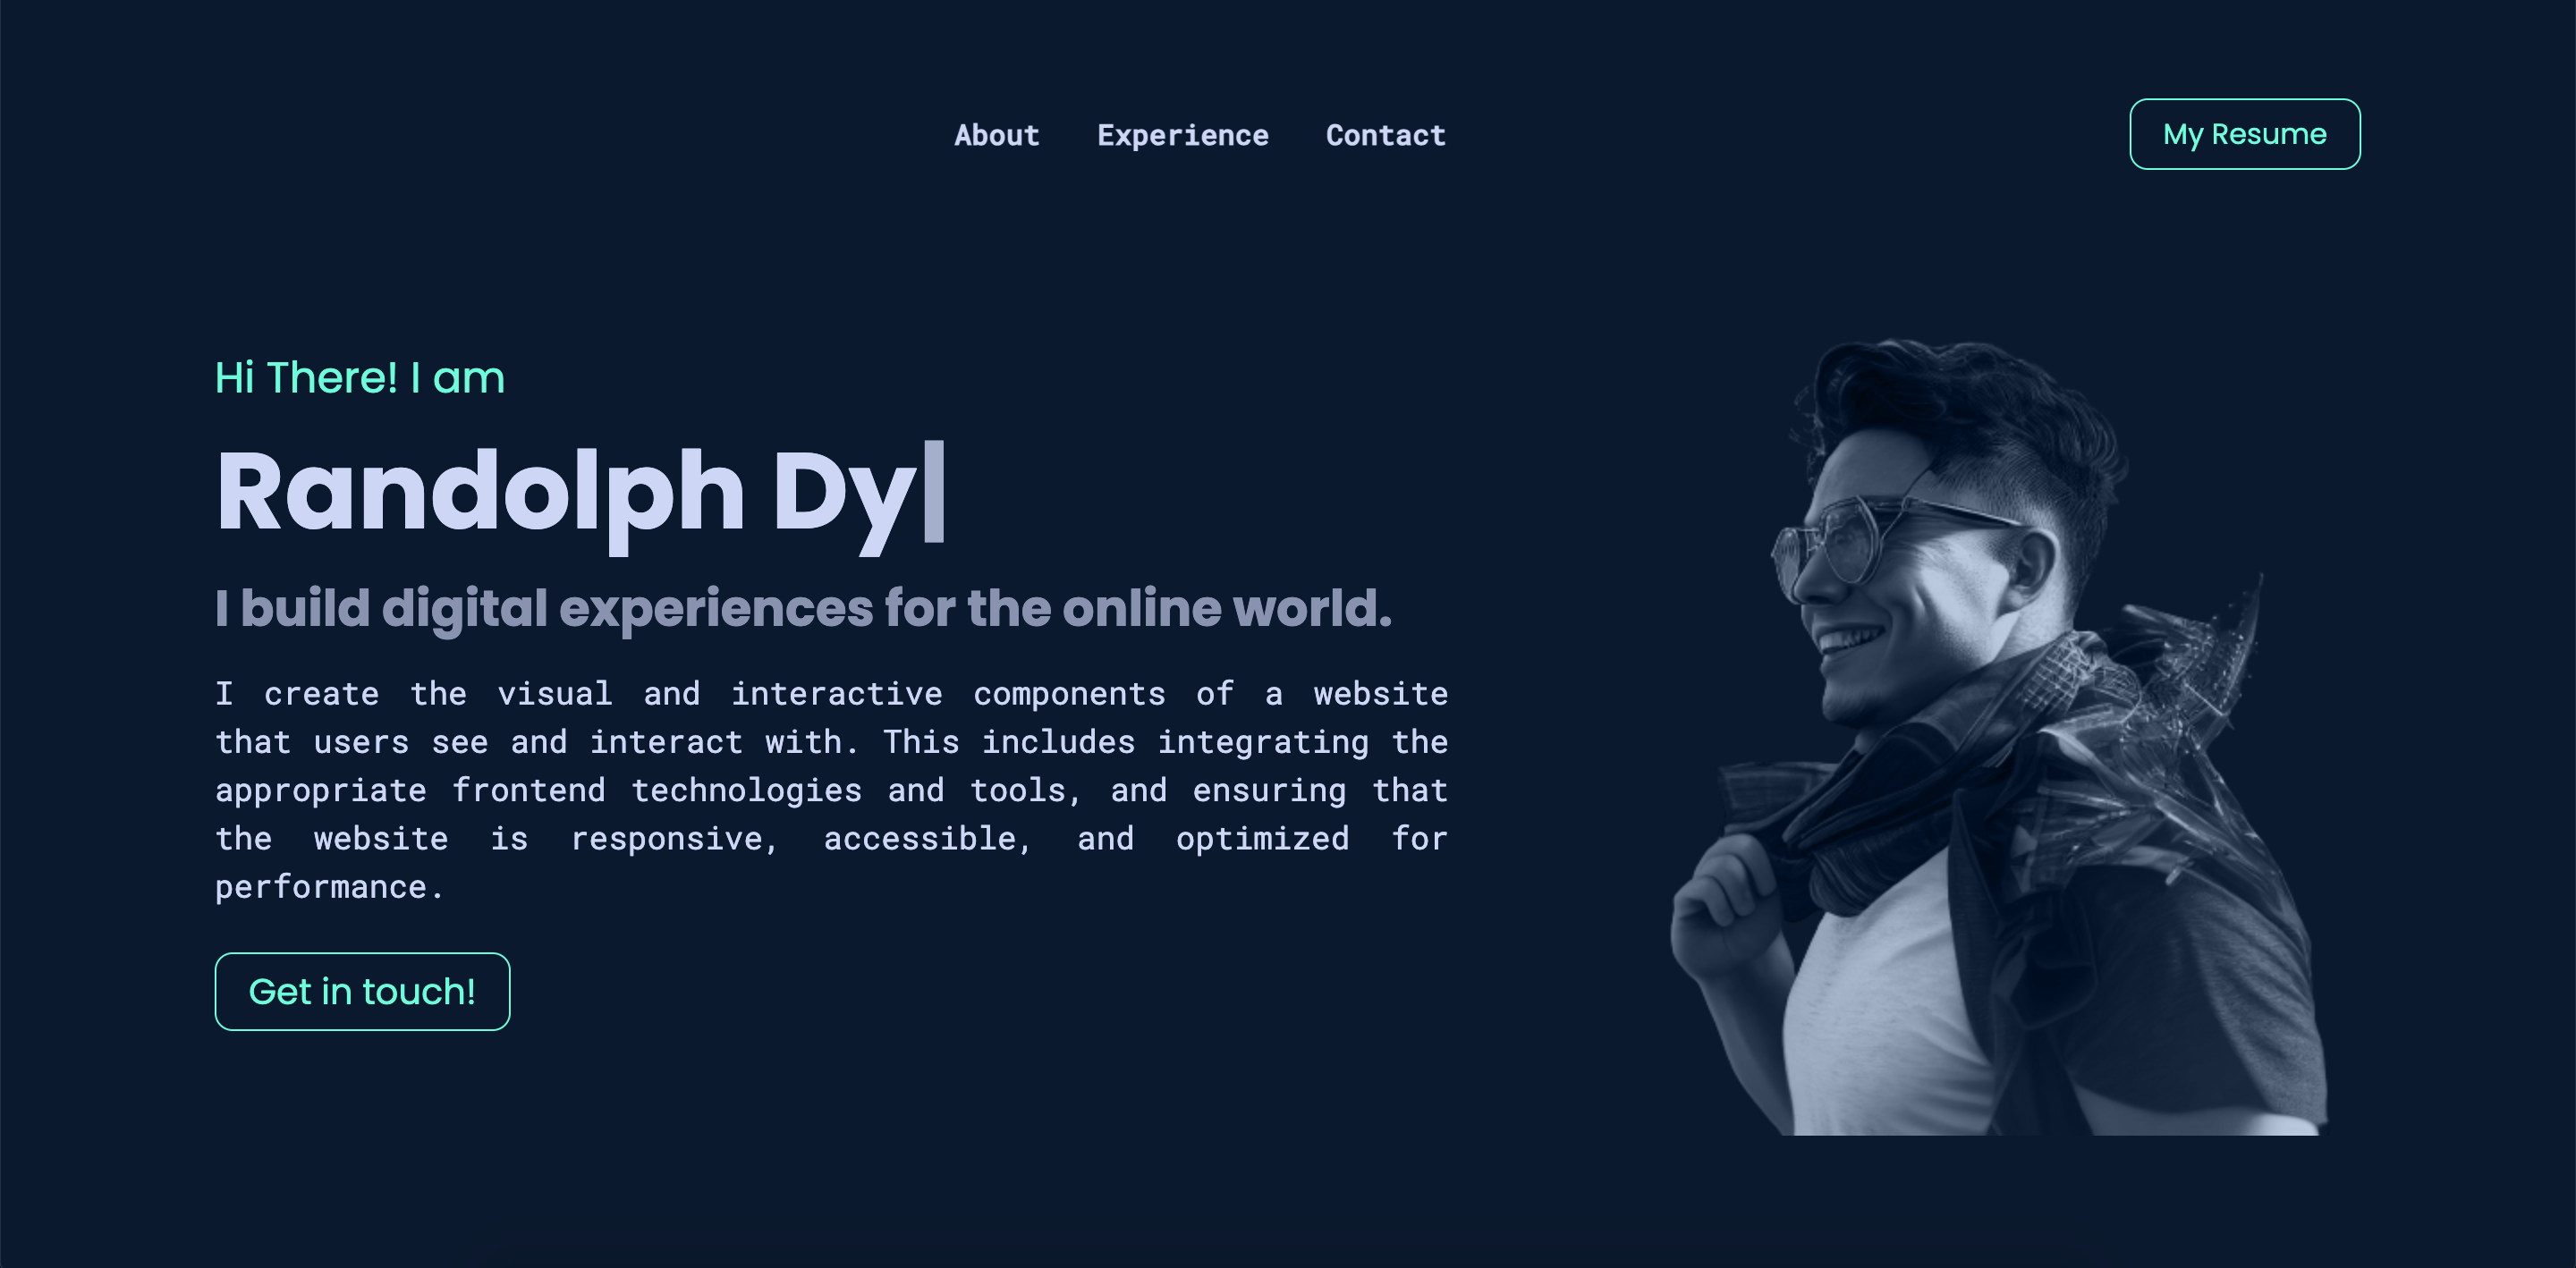 About Experience Contact My Resume
Hi There! I am
Randolph Dy
I build digital experiences for the online world.
I create the visual and interactive components of a website
that users see and interact with. This includes integrating the
appropriate frontend technologies and tools, and ensuring that
the website is responsive, accessible, and optimized for
performance.
Get in touch!